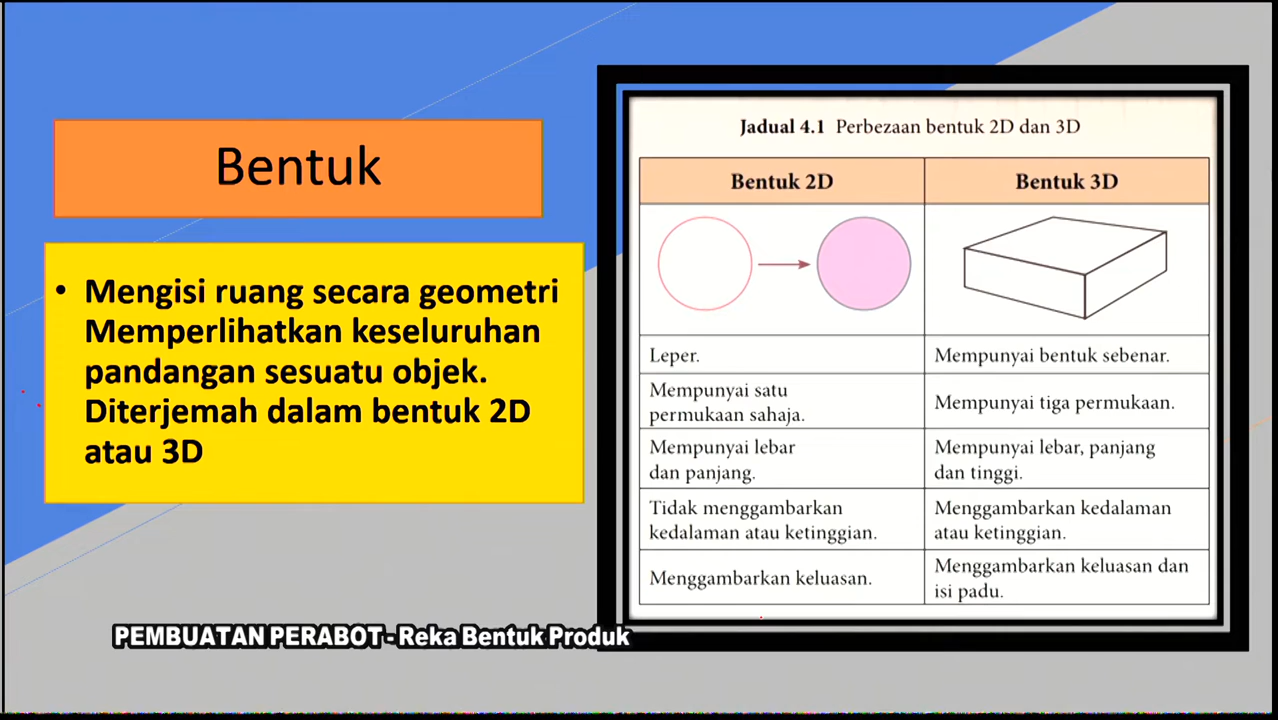 Bentuk
• Mengisi ruang secara geometri
Memperlihatkan keseluruhan
pandangan sesuatu objek.
Diterjemah dalam bentuk 2D
atau 3D
Jadual 4.1 Perbezaan bentuk 2D dan 3D
Bentuk 2D
Bentuk 3D
Leper.
Mempunyai bentuk sebenar.
Mempunyai satu
permukaan sahaja.
Mempunyai tiga permukaan.
Mempunyai lebar
dan panjang.
Mempunyai lebar, panjang
dan tinggi.
Tidak menggambarkan
kedalaman atau ketinggian.
Menggambarkan kedalaman
atau ketinggian.
Menggambarkan keluasan.
Menggambarkan keluasan dan
isi padu.
PEMBUATAN PERABOT - Reka Bentuk Produk